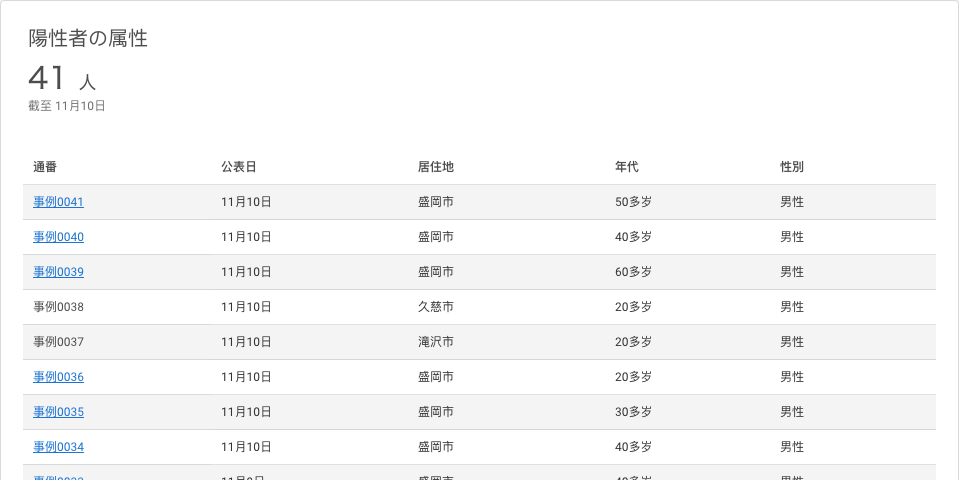 陽性者の属性
41 人
截至 11月10日
通番 公表日 居住地 年代 性別
事例0041 11月10日 盛岡市 50多岁 男性
事例0040 11月10日 盛岡市 40多岁 男性
事例0039 11月10日 盛岡市 60多岁 男性
事例0038 11月10日 久慈市 20多岁 男性
事例0037 11月10日 滝沢市 20多岁 男性
事例0036 11月10日 盛岡市 20多岁 男性
事例0035 11月10日 盛岡市 30多岁 男性
事例0034 11月10日 盛岡市 40多岁 男性